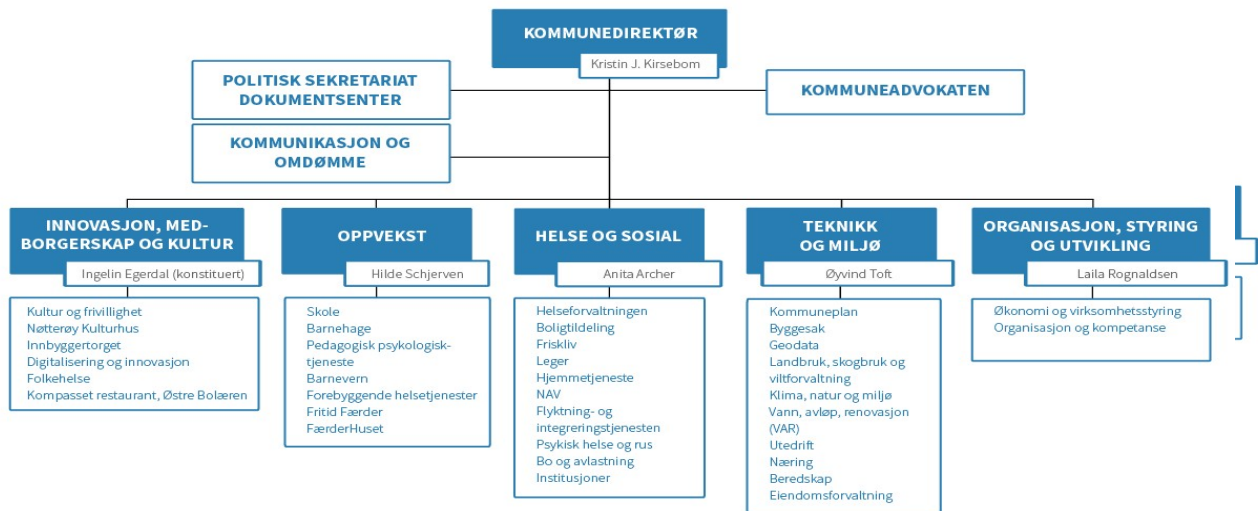 KOMMUNEDIREKTØR
Kristin J. Kirsebom
POLITISK SEKRETARIAT
DOKUMENTSENTER
KOMMUNEADVOKATEN
KOMMUNIKASJON OG
OMDØMME
INNOVASJON, MED-
BORGERSKAP OG KULTUR
Ingelin Egerdal (konstituert)
Kultur og frivillighet
Nøtterøy Kulturhus
Innbyggertorget
Digitalisering og innovasjon
Folkehelse
Kompasset restaurant, Østre Bolæren
OPPVEKST
Hilde Schjerven
Skole
Barnehage
Pedagogisk psykologisk-
tjeneste
Barnevern
Forebyggende helsetjenester
Fritid Færder
FærderHuset
HELSE OG SOSIAL
Anita Archer
Helseforvaltningen
Boligtildeling
Friskliv
Leger
Hjemmetjeneste
NAV
Flyktning- og
integreringstjenesten
Psykisk helse og rus
Bo og avlastning
Institusjoner
TEKNIKK
OG MILJØ
Øyvind Toft
Kommuneplan
Byggesak
Geodata
Landbruk, skogbruk og
viltforvaltning
Klima, natur og miljø
Vann, avløp, renovasjon
(VAR)
Utedrift
Næring
Beredskap
Eiendomsforvaltning
ORGANISASJON, STYRING
OG UTVIKLING
Laila Rognaldsen
Økonomi og virksomhetsstyring
Organisasjon og kompetanse